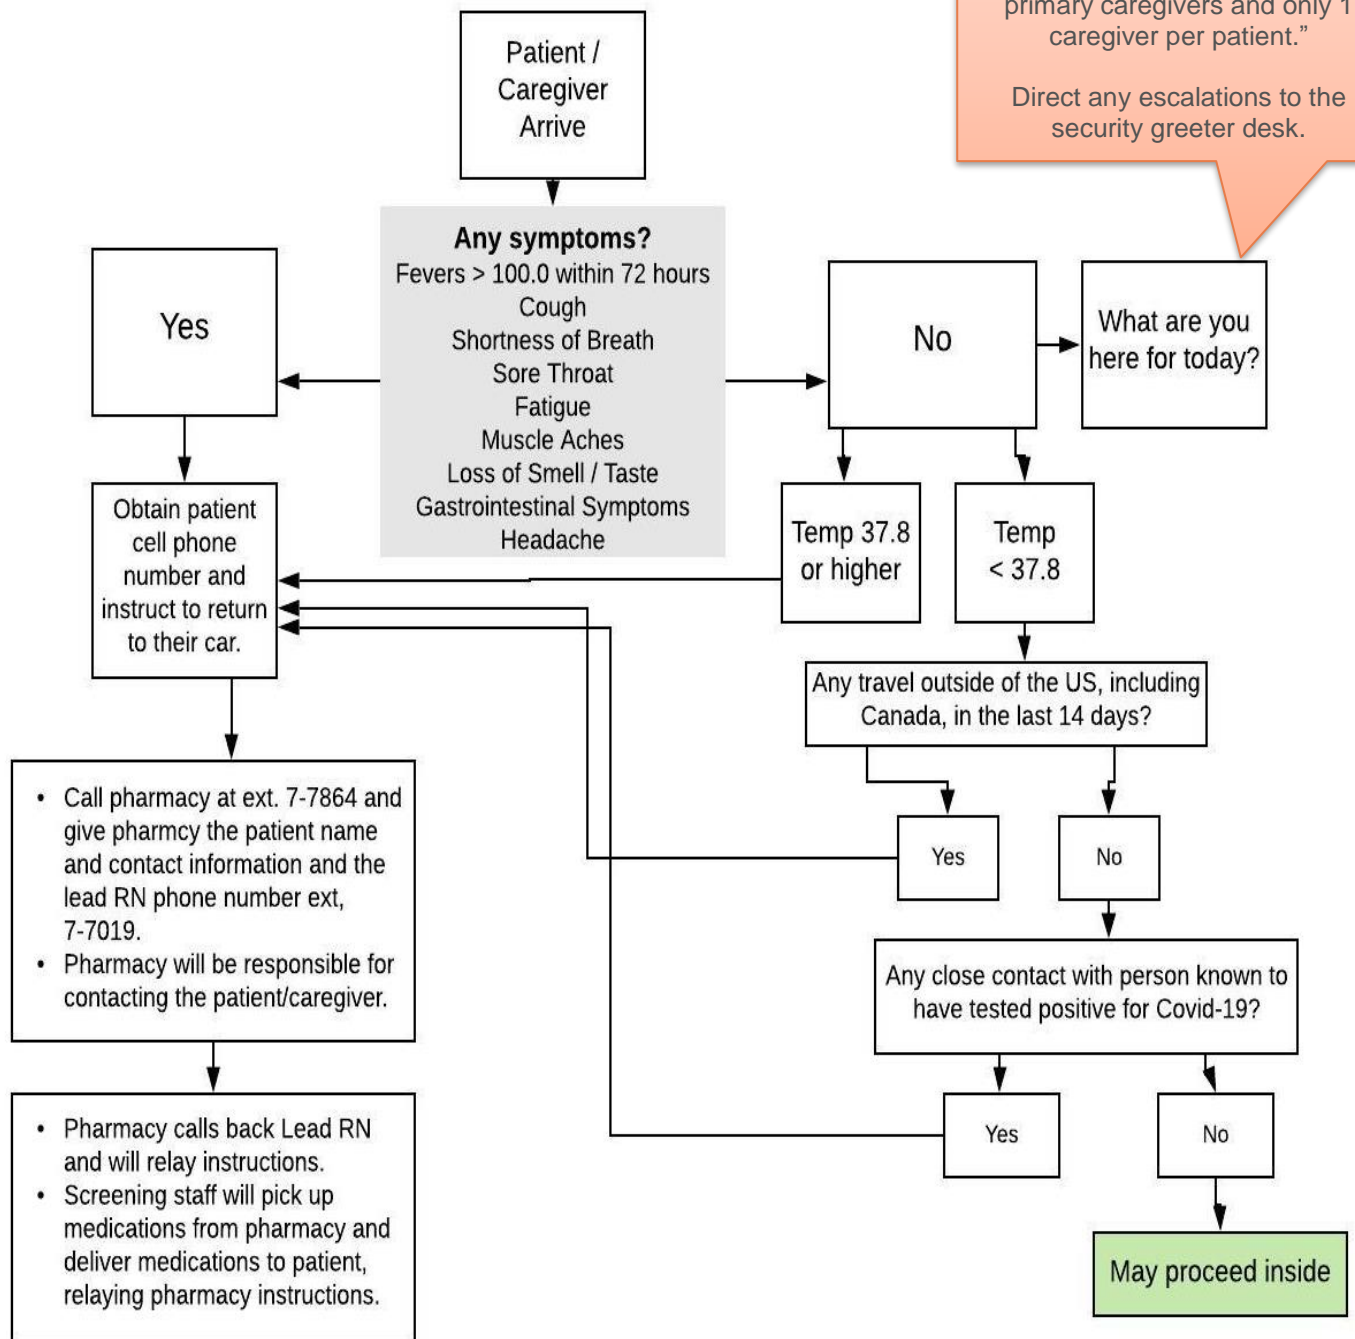 primary caregivers and only 1
caregiver per patient.”
Direct any escalations to the
security greeter desk.
Patient /
Caregiver
Arrive
Any symptoms?
Fevers > 100.0 within 72 hours
Cough
Shortness of Breath
Sore Throat
Fatigue
Muscle Aches
Loss of Smell / Taste
Gastrointestinal Symptoms
Headache
Yes
No
What are you
here for today?
Obtain patient
cell phone
number and
instruct to return
to their car.
Temp 37.8
or higher
Temp
< 37.8
Any travel outside of the US, including
Canada, in the last 14 days?
Yes
No
• Call pharmacy at ext. 7-7864 and
give pharmcy the patient name
and contact information and the
lead RN phone number ext,
7-7019.
• Pharmacy will be responsible for
contacting the patient/caregiver.
Any close contact with person known to
have tested positive for Covid-19?
Yes
No
• Pharmacy calls back Lead RN
and will relay instructions.
• Screening staff will pick up
medications from pharmacy and
deliver medications to patient,
relaying pharmacy instructions.
May proceed inside